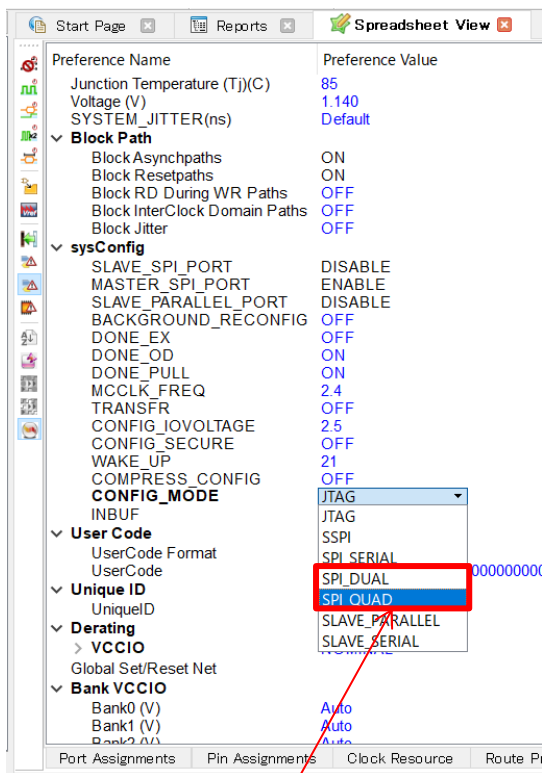 Start Page Reports Spreadsheet View
Preference Name Preference Value
Junction Temperature (Tj)(C) 85
Voltage (V) 1.140
SYSTEM_JITTER(ns) Default
Block Path
Block Asynchpaths ON
Block Resetpaths ON
Block RD During WR Paths OFF
Block InterClock Domain Paths OFF
Block Jitter OFF
sysConfig
SLAVE_SPI_PORT DISABLE
MASTER_SPI_PORT ENABLE
SLAVE_PARALLEL_PORT DISABLE
BACKGROUND_RECONFIG OFF
DONE_EX OFF
DONE_OD ON
DONE_PULL ON
MCCLK_FREQ 2.4
TRANSFR OFF
CONFIG_IOVOLTAGE 2.5
CONFIG_SECURE OFF
WAKE_UP 21
COMPRESS_CONFIG OFF
CONFIG_MODE JTAG
INBUF JTAG
User Code SSPI
UserCode Format SPI_SERIAL
UserCode SPI_DUAL
Unique ID SPI_QUAD
UniqueID SLAVE_PARALLEL
Derating SLAVE_SERIAL
VCCIO
Global Set/Reset Net
Bank VCCIO
Bank0 (V) Auto
Bank1 (V) Auto
Bank2 (V) Auto
Port Assignments Pin Assignments Clock Resource Route